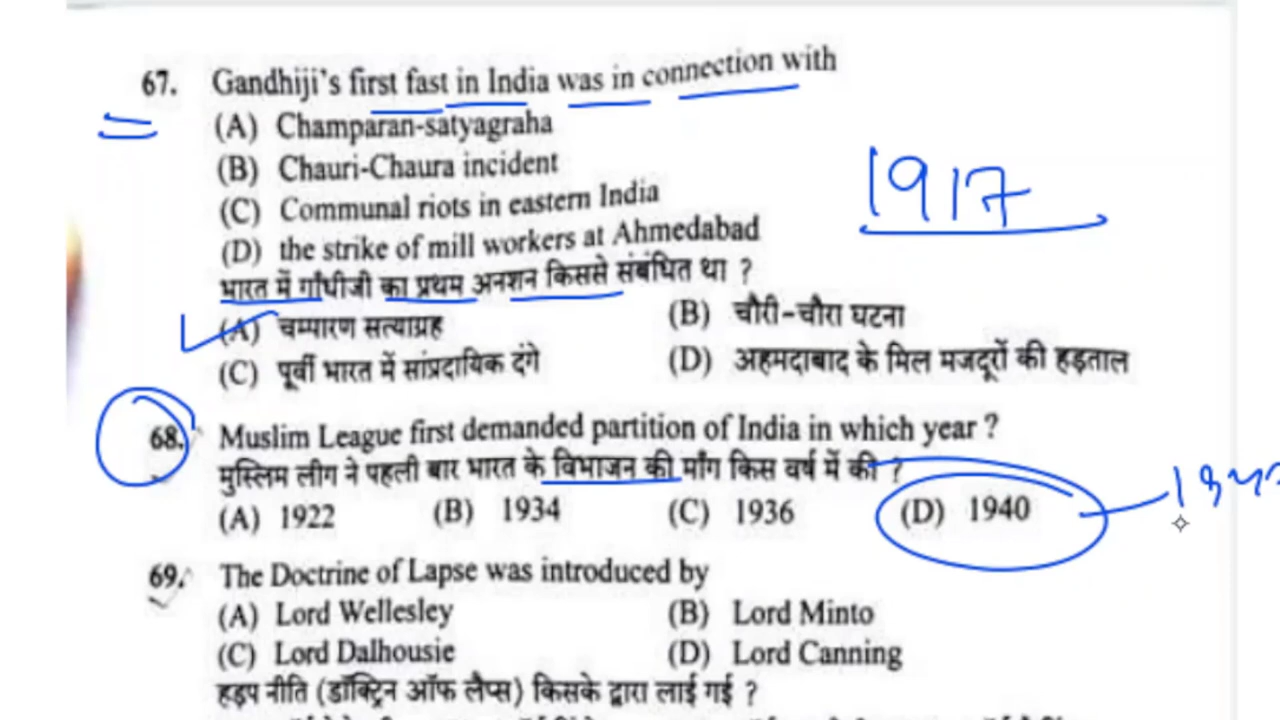 67. Gandhiji's first fast in India was in connection with
(A) Champaran-satyagraha
(B) Chauri-Chaura incident
(C) Communal riots in eastern India
(D) the strike of mill workers at Ahmedabad
1917
भारत में गाँधीजी का प्रथम अनशन किससे संबंधित था ?
(A) चम्पारण सत्याग्रह (B) चौरी-चौरा घटना
(C) पूर्वी भारत में सांप्रदायिक दंगे (D) अहमदाबाद के मिल मजदूरों की हड़ताल
68. Muslim League first demanded partition of India in which year ?
मुस्लिम लीग ने पहली बार भारत के विभाजन की माँग किस वर्ष में की ?
(A) 1922 (B) 1934 (C) 1936 (D) 1940
69. The Doctrine of Lapse was introduced by
(A) Lord Wellesley (B) Lord Minto
(C) Lord Dalhousie (D) Lord Canning
हड़प नीति (डॉक्ट्रिन ऑफ लैप्स) किसके द्वारा लाई गई ?